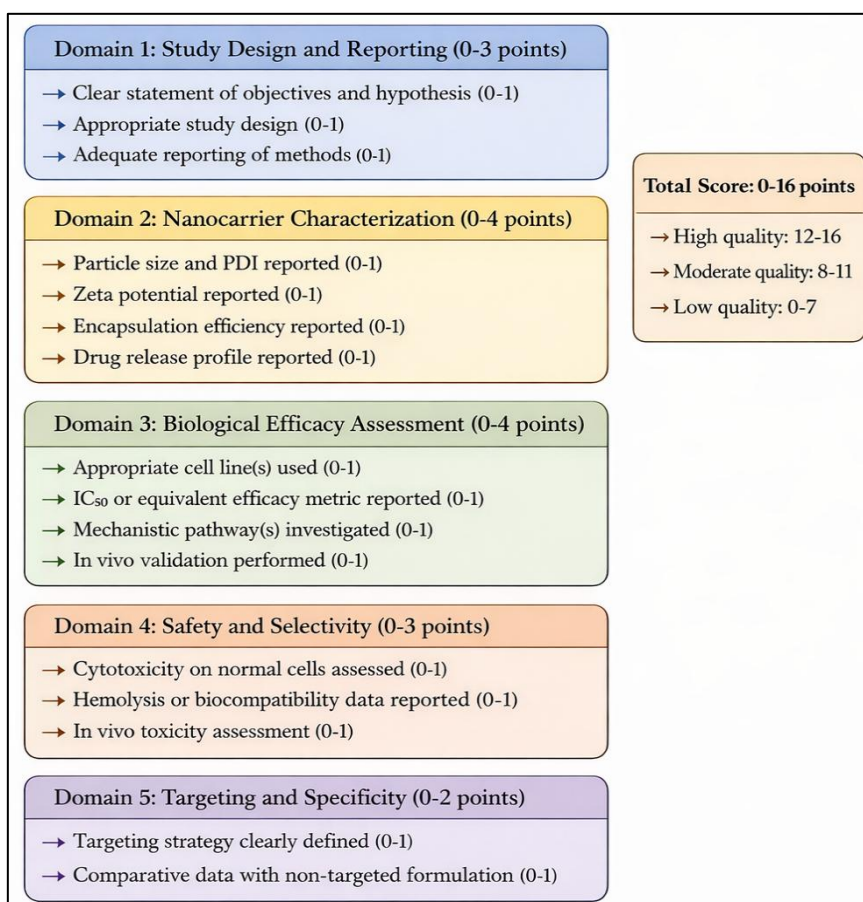 Domain 1: Study Design and Reporting (0-3 points)
→ Clear statement of objectives and hypothesis (0-1)
→ Appropriate study design (0-1)
→ Adequate reporting of methods (0-1)
Domain 2: Nanocarrier Characterization (0-4 points)
→ Particle size and PDI reported (0-1)
→ Zeta potential reported (0-1)
→ Encapsulation efficiency reported (0-1)
→ Drug release profile reported (0-1)
Domain 3: Biological Efficacy Assessment (0-4 points)
→ Appropriate cell line(s) used (0-1)
→ IC₅₀ or equivalent efficacy metric reported (0-1)
→ Mechanistic pathway(s) investigated (0-1)
→ In vivo validation performed (0-1)
Domain 4: Safety and Selectivity (0-3 points)
→ Cytotoxicity on normal cells assessed (0-1)
→ Hemolysis or biocompatibility data reported (0-1)
→ In vivo toxicity assessment (0-1)
Domain 5: Targeting and Specificity (0-2 points)
→ Targeting strategy clearly defined (0-1)
→ Comparative data with non-targeted formulation (0-1)
Total Score: 0-16 points
→ High quality: 12-16
→ Moderate quality: 8-11
→ Low quality: 0-7